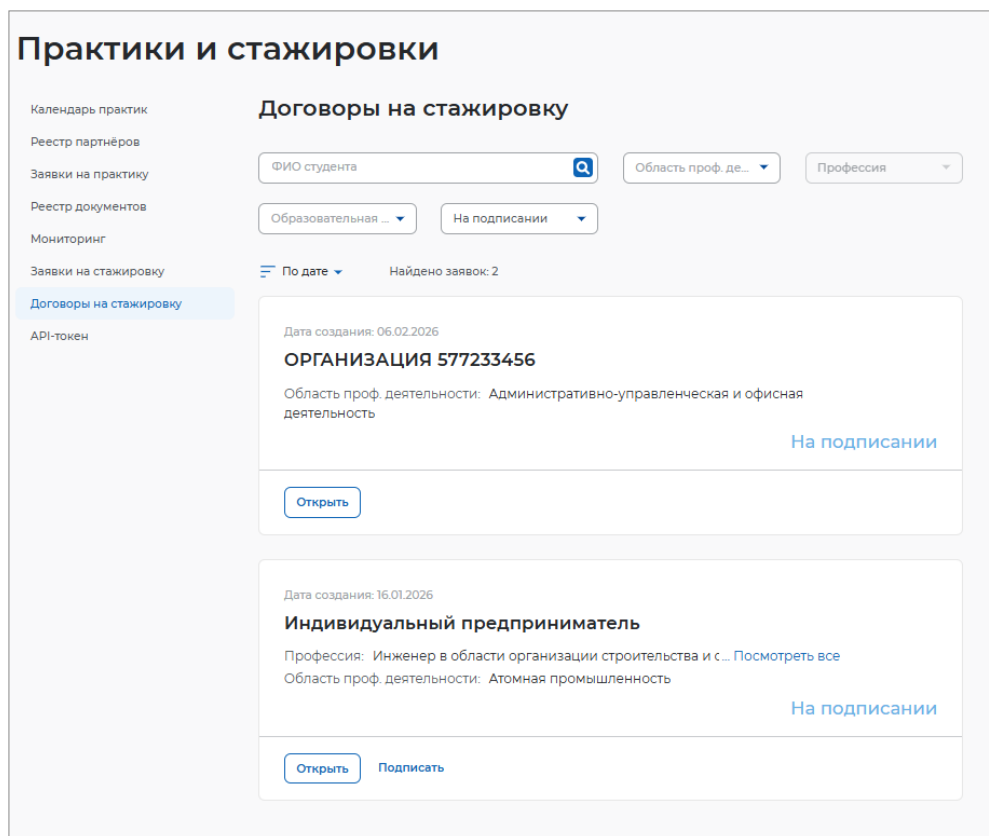 Практики и стажировки
Календарь практик
Реестр партнёров
Заявки на практику
Реестр документов
Мониторинг
Заявки на стажировку
Договоры на стажировку
API-токен
Договоры на стажировку
ФИО студента
Область проф. де...
Профессия
Образовательная ...
На подписании
По дате
Найдено заявок: 2
Дата создания: 06.02.2026
ОРГАНИЗАЦИЯ 577233456
Область проф. деятельности: Административно-управленческая и офисная
деятельность
На подписании
Открыть
Дата создания: 16.01.2026
Индивидуальный предприниматель
Профессия: Инженер в области организации строительства и с... Посмотреть все
Область проф. деятельности: Атомная промышленность
На подписании
Открыть Подписать